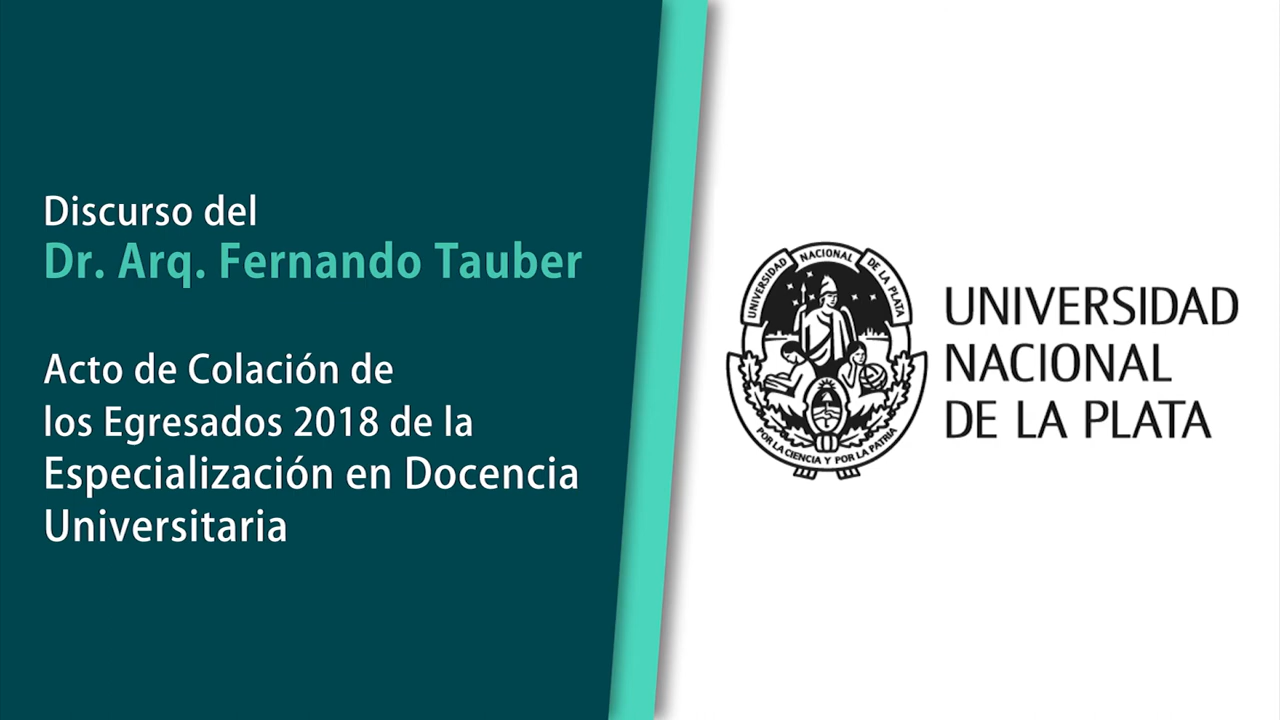 Discurso del
Dr. Arq. Fernando Tauber
Acto de Colación de
los Egresados 2018 de la
Especialización en Docencia
Universitaria
UNIVERSIDAD NACIONAL DE LA PLATA
POR LA CIENCIA Y POR LA PATRIA
UNIVERSIDAD
NACIONAL
DE LA PLATA